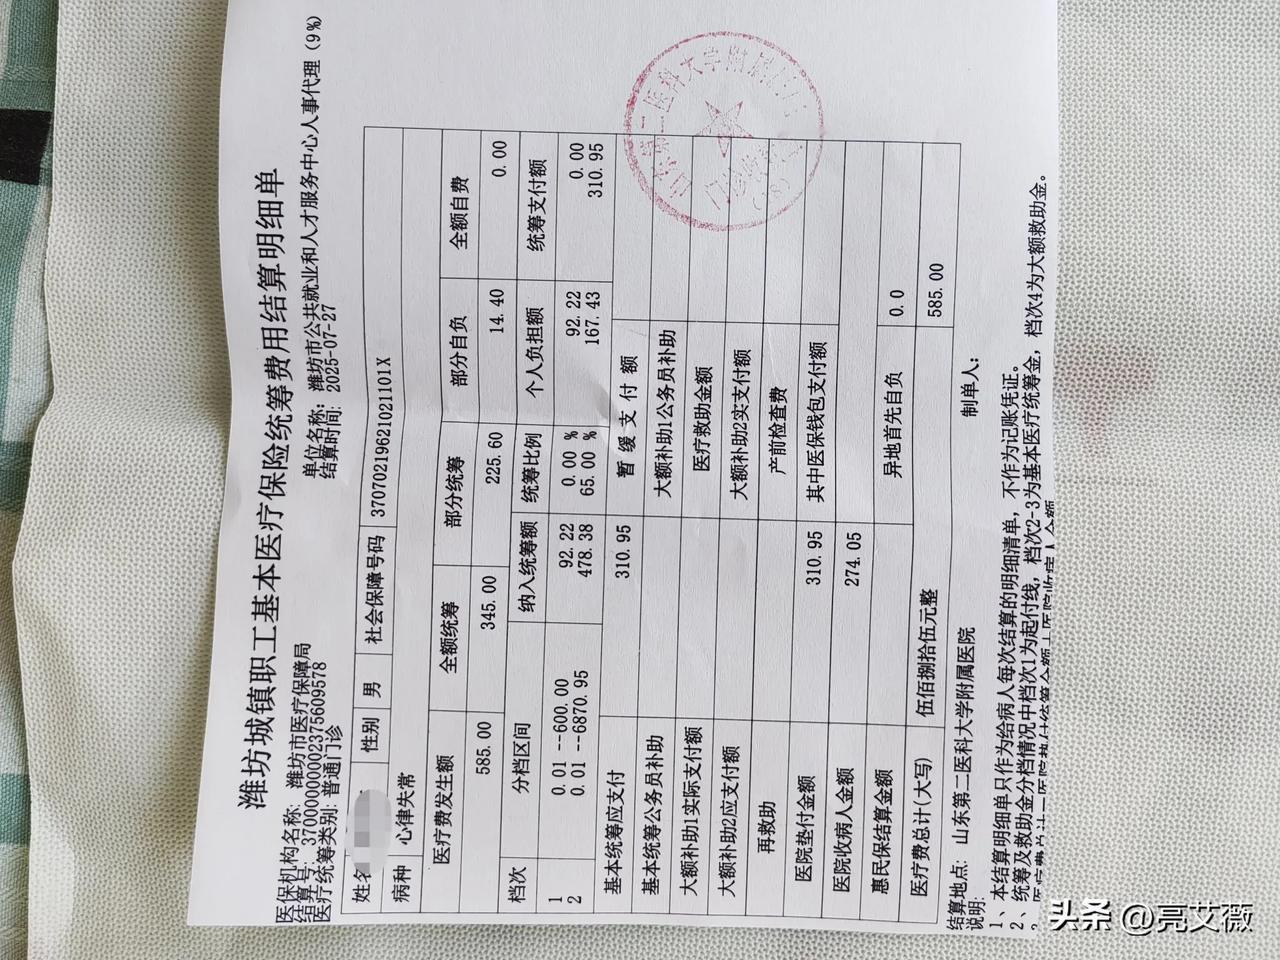 潍坊城镇职工基本医疗保险统筹费用结算明细单
医保机构名称: 潍坊市医疗保障局 单位名称: 潍坊市公共就业和人才服务中心人事代理（9%）
结算号: 370000000002375609578 结算时间: 2025-07-27
医疗统筹类别: 普通门诊
姓名 性别 男 社会保障号码 37070219621021101X
病种 心律失常
医疗费发生额 全额统筹 部分统筹 部分自负 全额自费
585.00 345.00 225.60 14.40 0.00
档次 分档区间 纳入统筹额 统筹比例 个人负担额 统筹支付额
1 0.01 --600.00 92.22 0.00 % 92.22 0.00
2 0.01 --6870.95 478.38 65.00 % 167.43 310.95
基本统筹应支付 310.95 暂 缓 支 付 额
基本统筹公务员补助 大额补助1公务员补助
大额补助1实际支付额 医疗救助金额
大额补助2应支付额 大额补助2实支付额
再救助 产前检查费
医院垫付金额 310.95 其中医保钱包支付额
医院收病人金额 274.05
惠民保结算金额 异地首先自负 0.0
医疗费总计(大写) 伍佰捌拾伍元整 585.00
结算地点: 山东第二医科大学附属医院 制单人:
说明:
1、本结算明细单只作为给病人每次结算的明细清单，不作为记账凭证。
2、统筹及救助金分档情况中档次1为起付线，档次2-3为基本医疗统筹金，档次4为大额救助金。
山东第二医科大学附属医院
头条 @亮艾薇